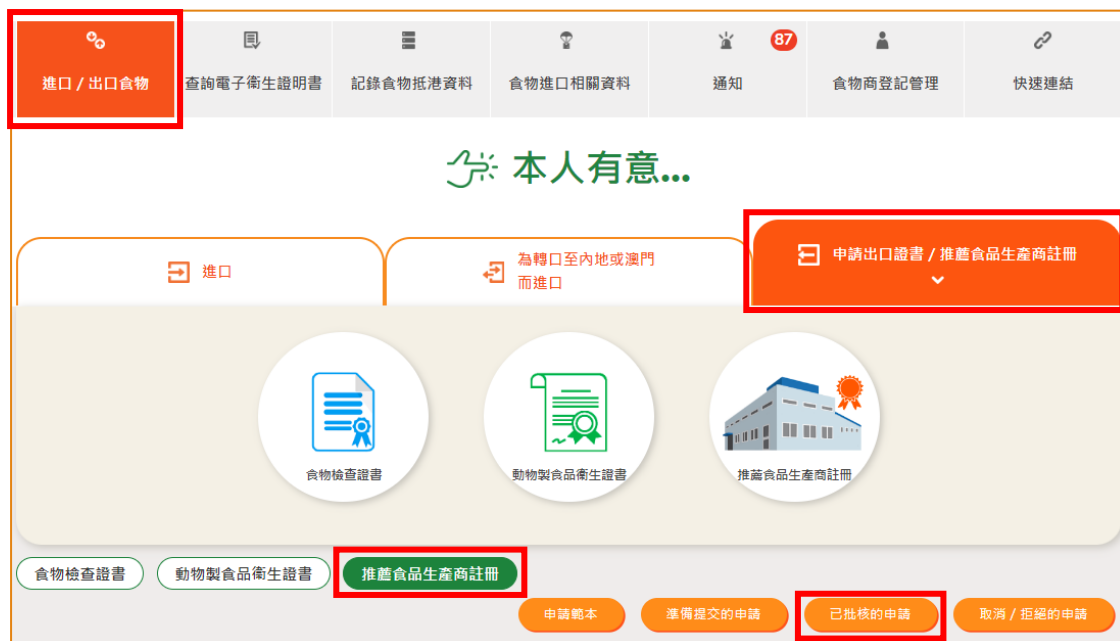 87
進口 / 出口食物
查詢電子衞生證明書
記錄食物抵港資料
食物進口相關資料
通知
食物商登記管理
快速連結
本人有意...
進口
為轉口至內地或澳門
而進口
申請出口證書 / 推薦食品生產商註冊
食物檢查證書
動物製食品衞生證書
推薦食品生產商註冊
食物檢查證書
動物製食品衞生證書
推薦食品生產商註冊
申請範本
準備提交的申請
已批核的申請
取消 / 拒絕的申請